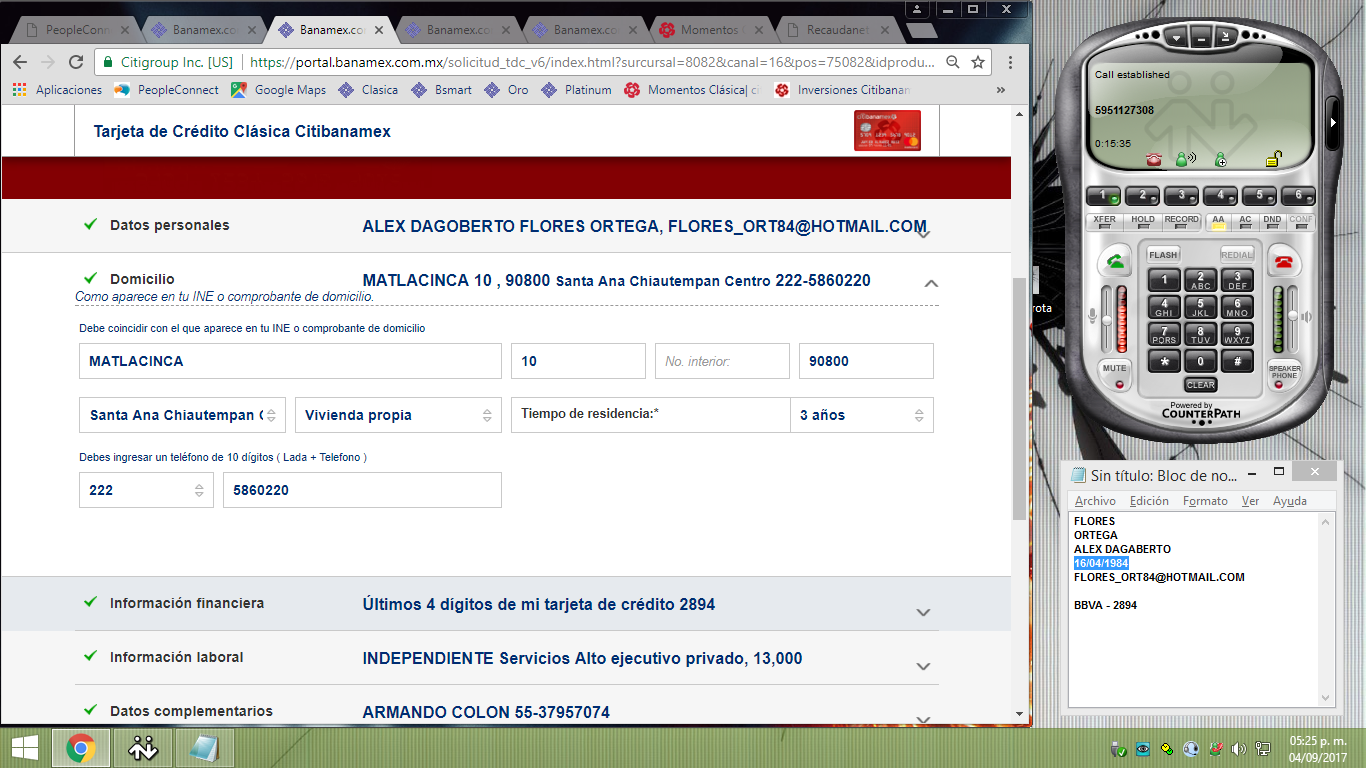 PeopleConn
Banamex.co
Banamex.co
Banamex.co
Banamex.co
Momentos
Recaudanet
Citigroup Inc. [US]
https://portal.banamex.com.mx/solicitud_tdc_v6/index.html?surcursal=8082&canal=16&pos=75082&idprodu...
Aplicaciones
PeopleConnect
Google Maps
Clasica
Bsmart
Oro
Platinum
Momentos Clásica| ci
Inversiones Citibanam
»
Tarjeta de Crédito Clásica Citibanamex
Datos personales
ALEX DAGOBERTO FLORES ORTEGA, FLORES_ORT84@HOTMAIL.COM
Domicilio
MATLACINCA 10 , 90800 Santa Ana Chiautempan Centro 222-5860220
Como aparece en tu INE o comprobante de domicilio.
Debe coincidir con el que aparece en tu INE o comprobante de domicilio
MATLACINCA
10
No. interior:
90800
Santa Ana Chiautempan C
Vivienda propia
Tiempo de residencia:*
3 años
Debes ingresar un teléfono de 10 dígitos ( Lada + Telefono )
222
5860220
Información financiera
Últimos 4 dígitos de mi tarjeta de crédito 2894
Información laboral
INDEPENDIENTE Servicios Alto ejecutivo privado, 13,000
Datos complementarios
ARMANDO COLON 55-37957074
Call established
5951127308
0:15:35
1 2 3 4 5 6
XFER HOLD RECORD AA AC DND CONF
FLASH
REDIAL
1
2 ABC
3 DEF
4 GHI
5 JKL
6 MNO
7 PQRS
8 TUV
9 WXYZ
* 0 #
MUTE
CLEAR
SPEAKER PHONE
Powered by
COUNTERPATH
rota
Sin título: Bloc de no...
Archivo Edición Formato Ver Ayuda
FLORES
ORTEGA
ALEX DAGABERTO
16/04/1984
FLORES_ORT84@HOTMAIL.COM
BBVA - 2894
05:25 p. m.
04/09/2017